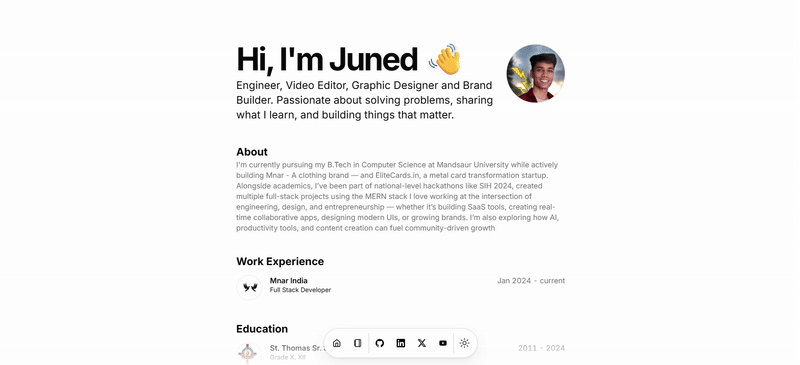 Hi, I'm Juned 👋
Engineer, Video Editor, Graphic Designer and Brand
Builder. Passionate about solving problems, sharing
what I learn, and building things that matter.
About
I'm currently pursuing my B.Tech in Computer Science at Mandsaur University while actively
building Mnar - A clothing brand — and EliteCards.in, a metal card transformation startup.
Alongside academics, I've been part of national-level hackathons like SIH 2024, created
multiple full-stack projects using the MERN stack I love working at the intersection of
engineering, design, and entrepreneurship — whether it's building SaaS tools, creating real-
time collaborative apps, designing modern UIs, or growing brands. I'm also exploring how AI,
productivity tools, and content creation can fuel community-driven growth
Work Experience
Mnar India
Jan 2024 - current
Full Stack Developer
Education
St. Thomas Sr.
2011 - 2024
Grade X, XII